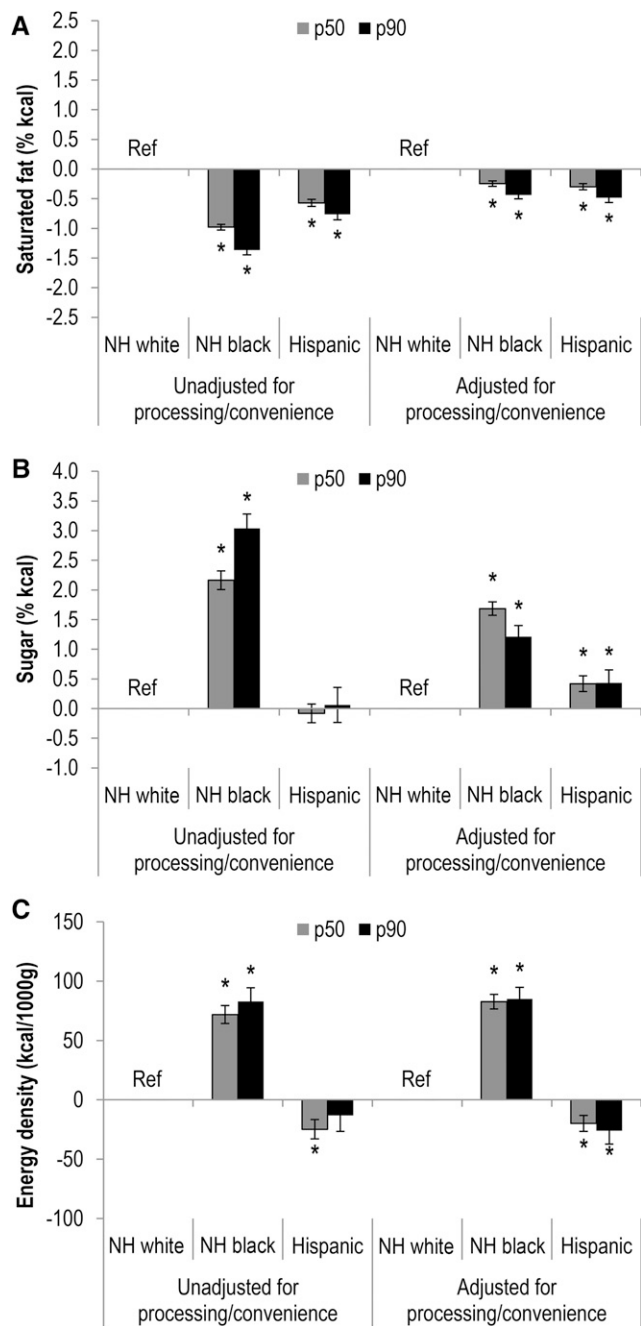 A
p50 p90
Saturated fat (% kcal)
2.5
2.0
1.5
1.0
0.5
0.0
-0.5
-1.0
-1.5
-2.0
-2.5
Ref Ref
* * * * * * * *
NH white NH black Hispanic NH white NH black Hispanic
Unadjusted for Adjusted for
processing/convenience processing/convenience
B
p50 p90
Sugar (% kcal)
4.0
3.5
3.0
2.5
2.0
1.5
1.0
0.5
0.0
-0.5
-1.0
* * * * * *
Ref Ref
NH white NH black Hispanic NH white NH black Hispanic
Unadjusted for Adjusted for
processing/convenience processing/convenience
C
p50 p90
Energy density (kcal/1000g)
150
100
50
0
-50
-100
* * * *
Ref Ref
* * *
NH white NH black Hispanic NH white NH black Hispanic
Unadjusted for Adjusted for
processing/convenience processing/convenience